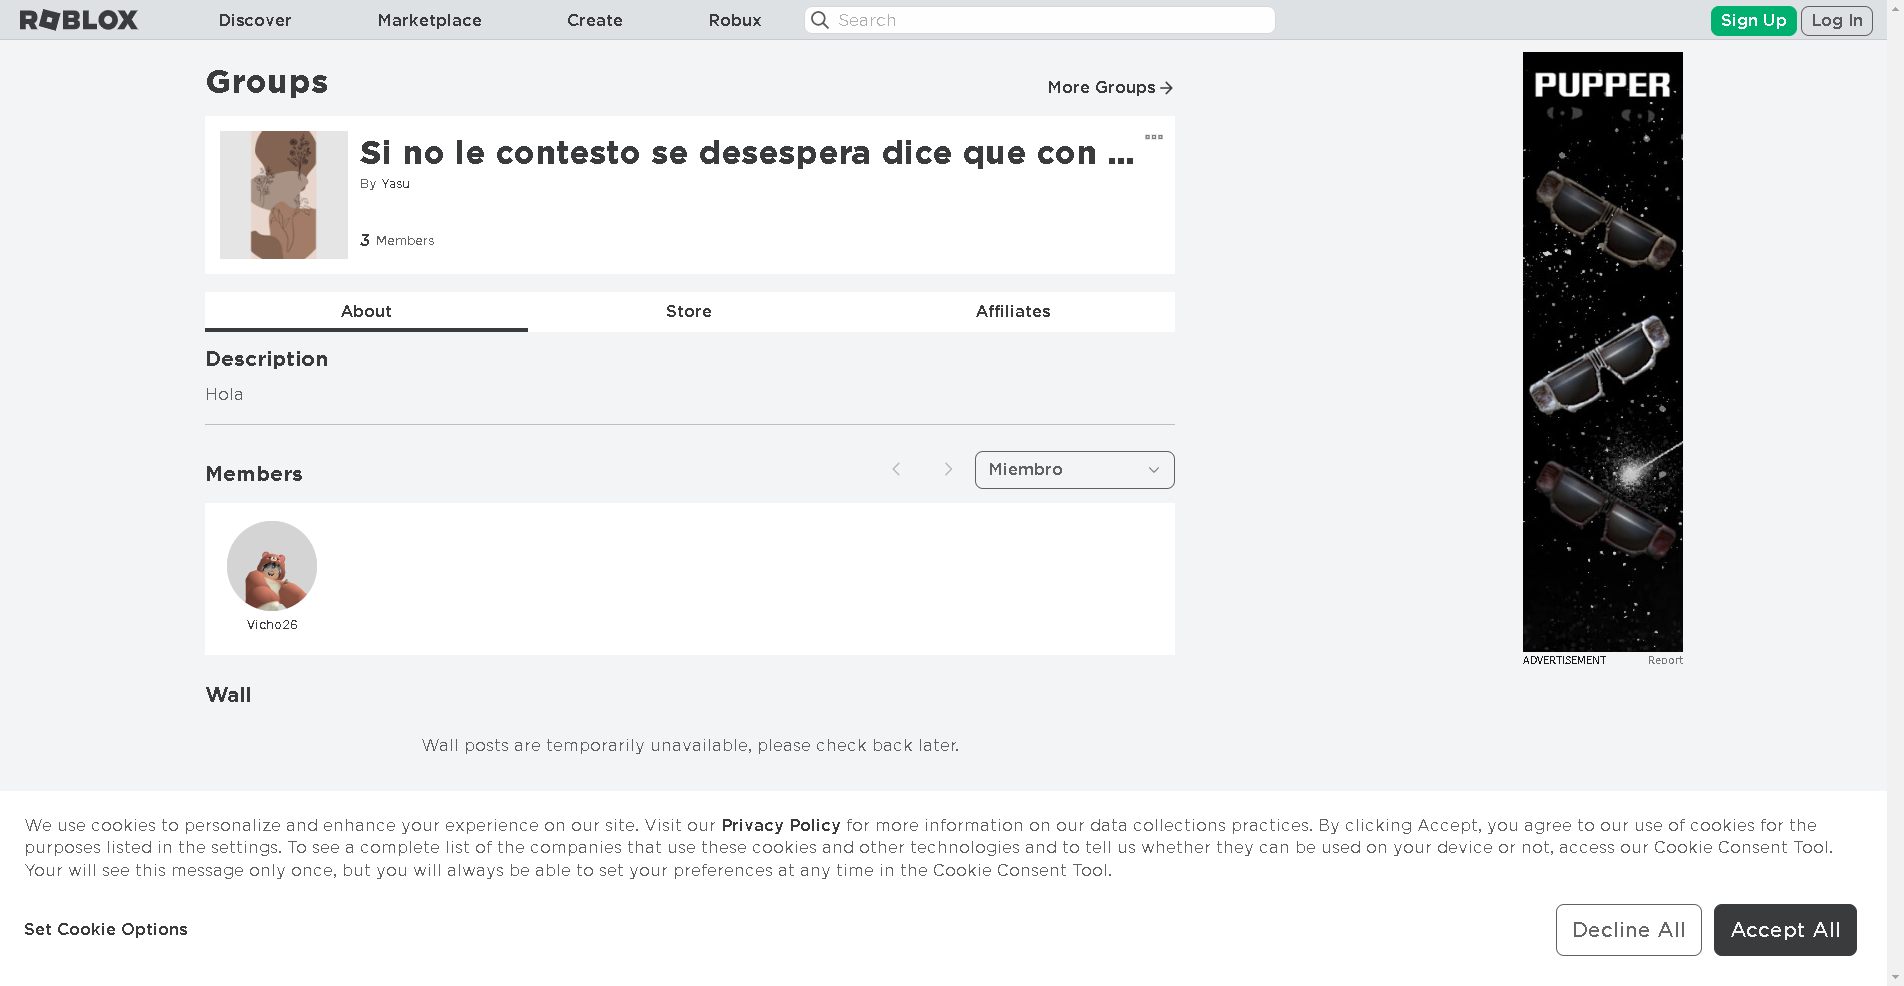 ROBLOX
Discover
Marketplace
Create
Robux
Search
Sign Up
Log In
Groups
More Groups
Si no le contesto se desespera dice que con ...
By Yasu
3 Members
About
Store
Affiliates
Description
Hola
Members
Miembro
Vicho26
Wall
Wall posts are temporarily unavailable, please check back later.
PUPPER
ADVERTISEMENT
Report
We use cookies to personalize and enhance your experience on our site. Visit our Privacy Policy for more information on our data collections practices. By clicking Accept, you agree to our use of cookies for the
purposes listed in the settings. To see a complete list of the companies that use these cookies and other technologies and to tell us whether they can be used on your device or not, access our Cookie Consent Tool.
Your will see this message only once, but you will always be able to set your preferences at any time in the Cookie Consent Tool.
Set Cookie Options
Decline All
Accept All